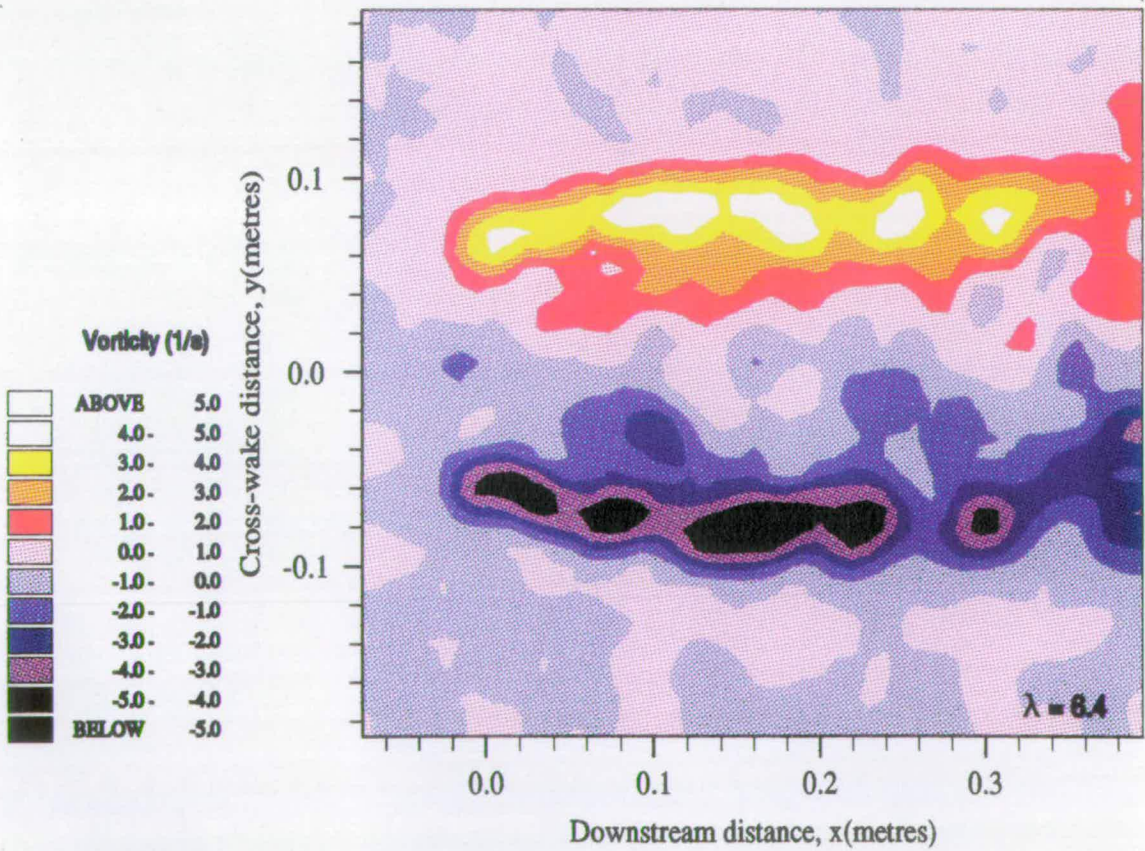 Vorticity (1/s)
ABOVE 5.0
4.0- 5.0
3.0- 4.0
2.0- 3.0
1.0- 2.0
0.0- 1.0
-1.0- 0.0
-2.0- -1.0
-3.0- -2.0
-4.0- -3.0
-5.0- -4.0
BELOW -5.0
Cross-wake distance, y(metres)
0.1
0.0
-0.1
λ = 6.4
0.0 0.1 0.2 0.3
Downstream distance, x(metres)